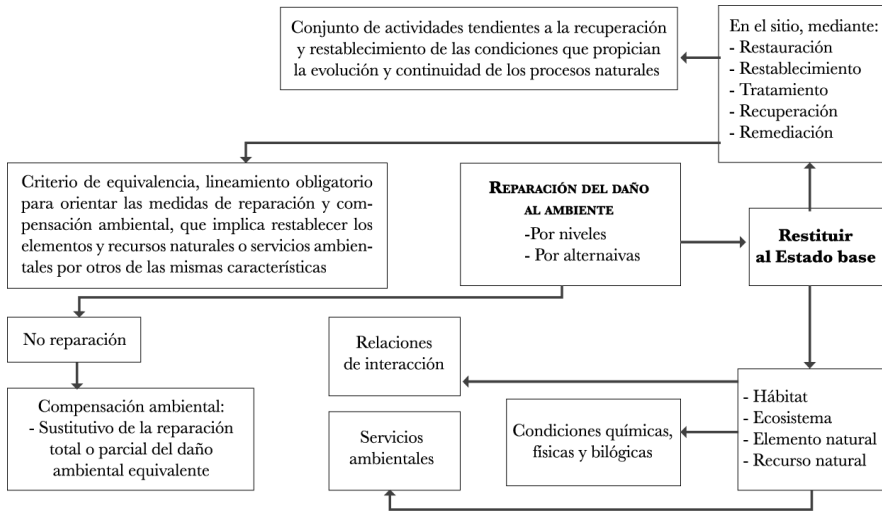 Conjunto de actividades tendientes a la recuperación
y restablecimiento de las condiciones que propician
la evolución y continuidad de los procesos naturales
En el sitio, mediante:
- Restauración
- Restablecimiento
- Tratamiento
- Recuperación
- Remediación
Criterio de equivalencia, lineamiento obligatorio
para orientar las medidas de reparación y com-
pensación ambiental, que implica restablecer los
elementos y recursos naturales o servicios ambien-
tales por otros de las mismas características
REPARACIÓN DEL DAÑO
AL AMBIENTE
-Por niveles
- Por alternaivas
Restituir
al Estado base
No reparación
Relaciones
de interacción
Compensación ambiental:
- Sustitutivo de la reparación
total o parcial del daño
ambiental equivalente
Servicios
ambientales
Condiciones químicas,
físicas y bilógicas
- Hábitat
- Ecosistema
- Elemento natural
- Recurso natural